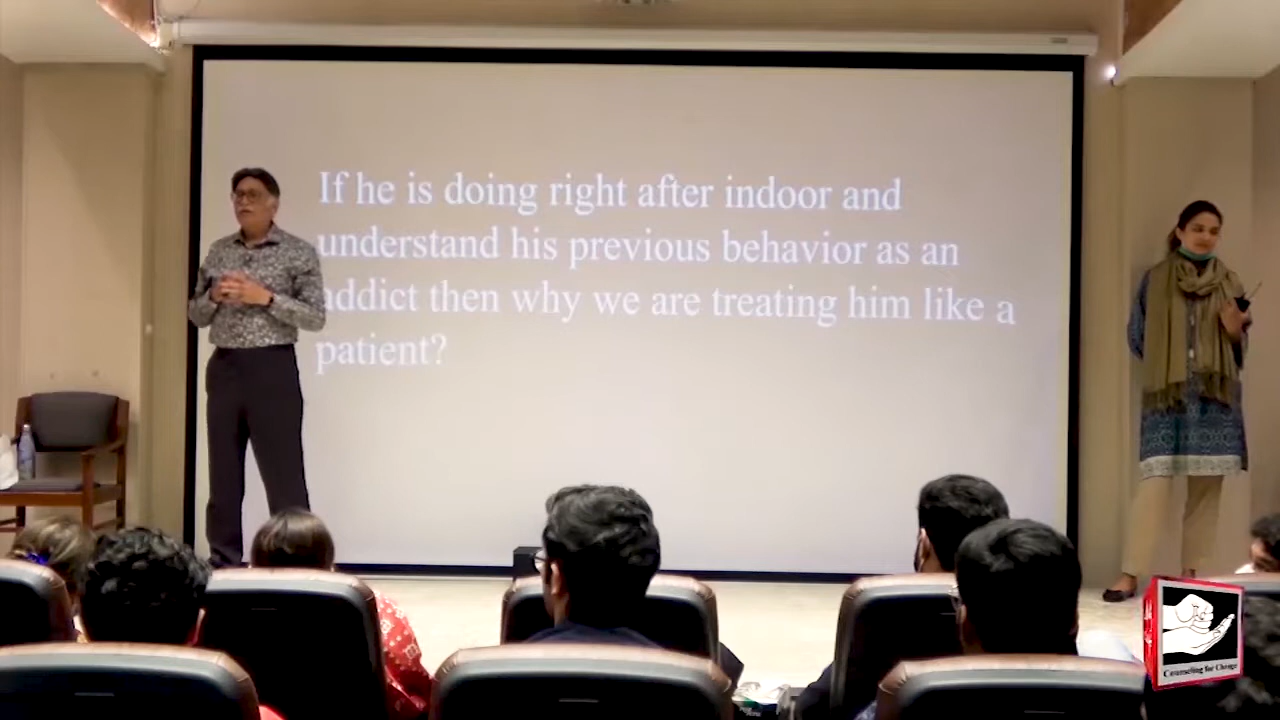 If he is doing right after indoor and
understand his previous behavior as an
addict then why we are treating him like a
patient?
Counseling for Change